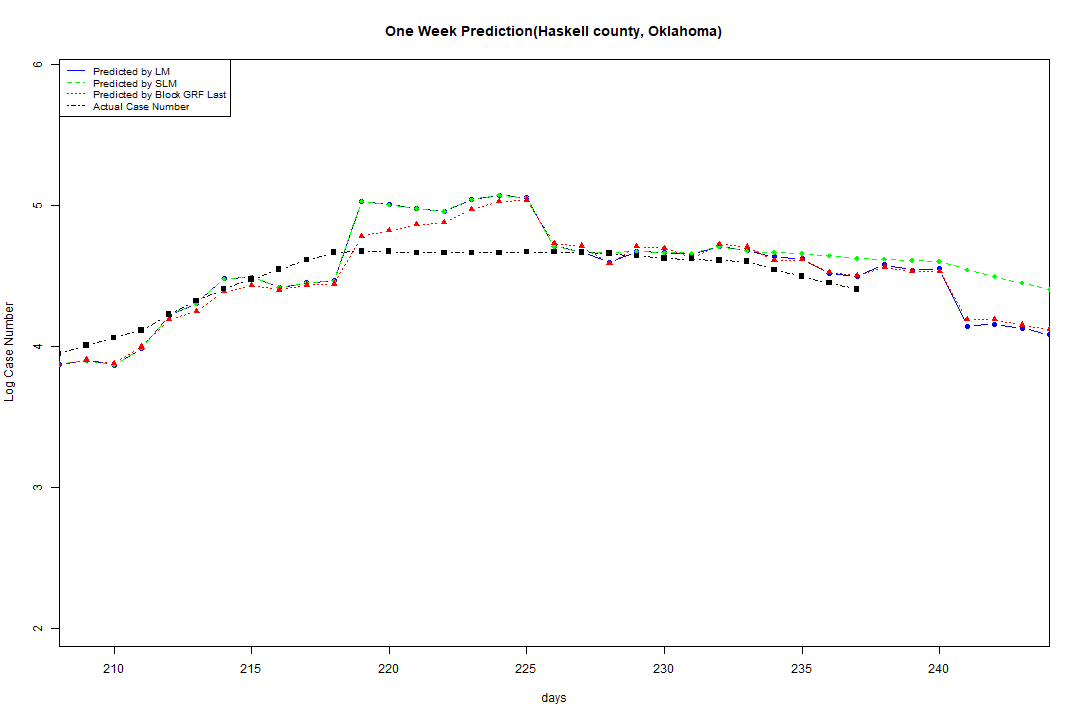 One Week Prediction(Haskell county, Oklahoma)
6
Predicted by LM
Predicted by SLM
Predicted by Block GRF Last
Actual Case Number
5
4
3
2
Log Case Number
210 215 220 225 230 235 240
days